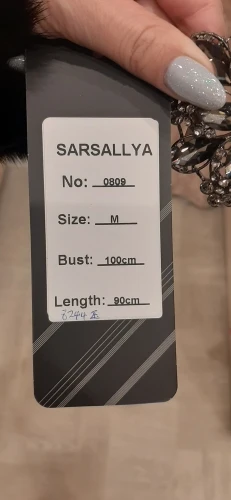 SARSALLYA
No: 0809
Size: M
Bust: 100cm
Length: 90cm